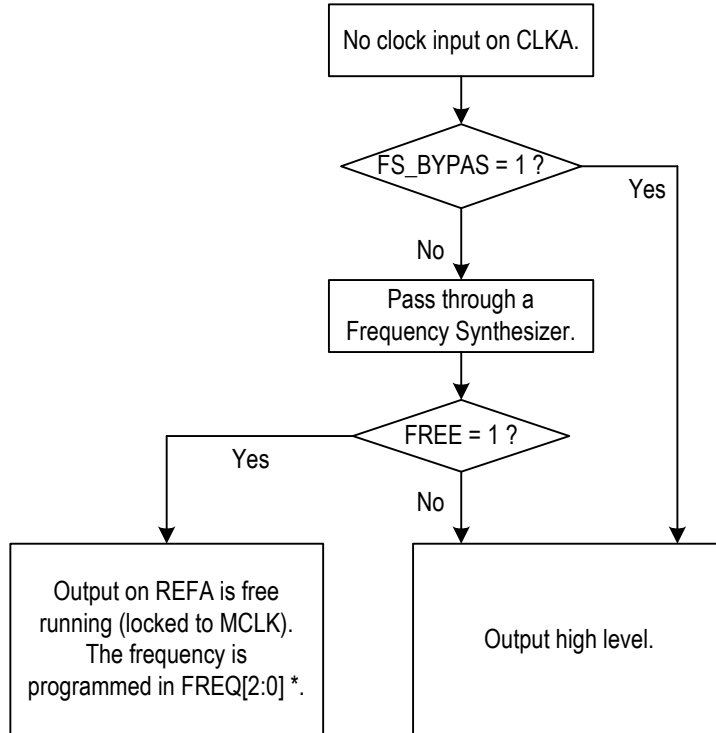 No clock input on CLKA.
FS_BYPAS = 1 ?
Yes
No
Pass through a
Frequency Synthesizer.
FREE = 1 ?
Yes
No
Output on REFA is free
running (locked to MCLK).
The frequency is
programmed in FREQ[2:0] *.
Output high level.